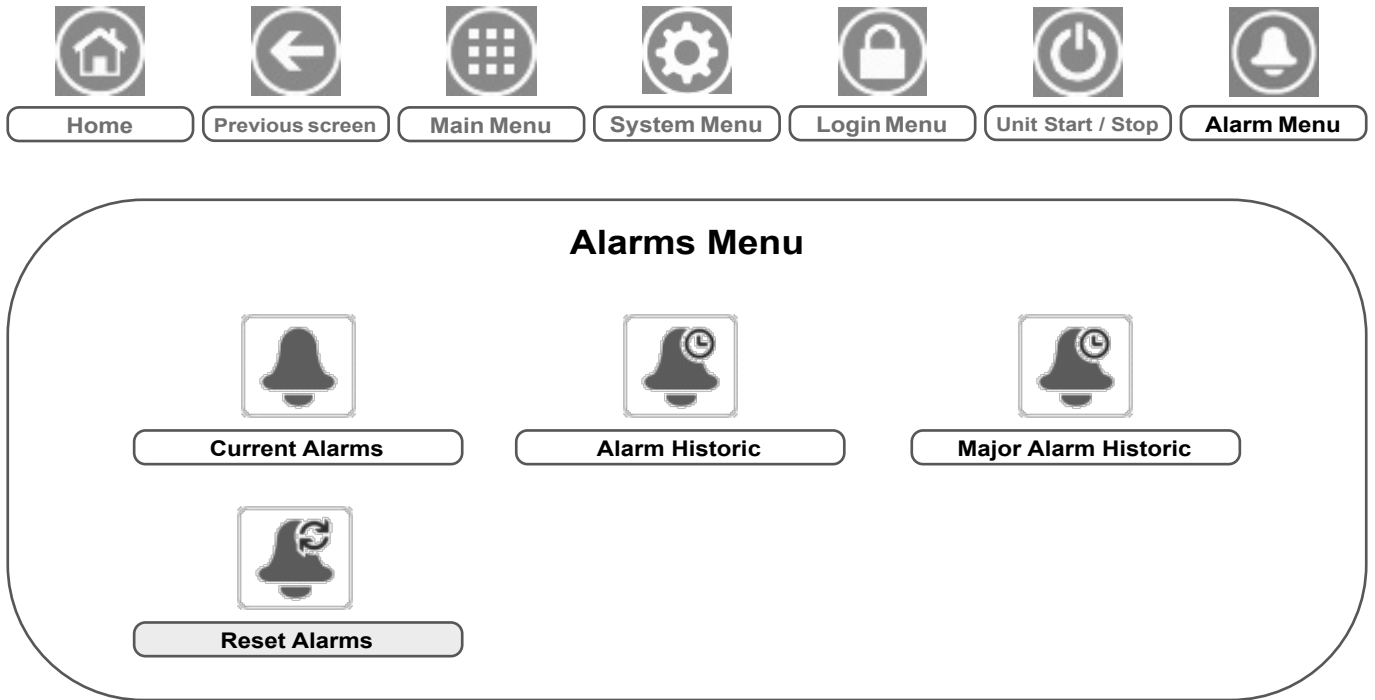 Home Previous screen Main Menu System Menu Login Menu Unit Start / Stop Alarm Menu
Alarms Menu
Current Alarms Alarm Historic Major Alarm Historic
Reset Alarms